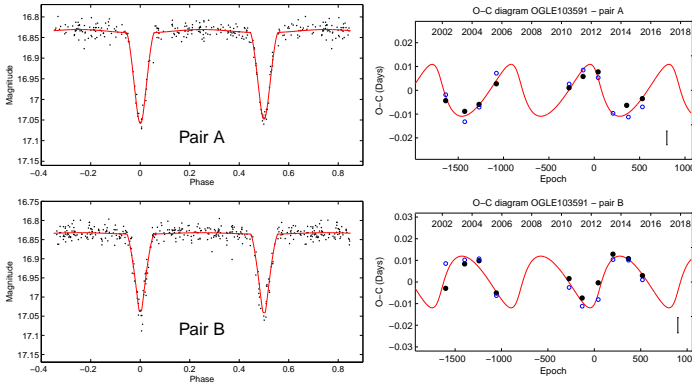 16.8
16.85
16.9
16.95
17
17.05
17.1
17.15
Magnitude
Pair A
−0.4 −0.2 0 0.2 0.4 0.6 0.8
Phase
O−C diagram OGLE103591 − pair A
2002 2004 2006 2008 2010 2012 2014 2016 2018
0.01
0
−0.01
−0.02
O−C (Days)
−1500 −1000 −500 0 500 1000
Epoch
16.75
16.8
16.85
16.9
16.95
17
17.05
17.1
17.15
Magnitude
Pair B
−0.4 −0.2 0 0.2 0.4 0.6 0.8
Phase
O−C diagram OGLE103591 − pair B
2002 2004 2006 2008 2010 2012 2014 2016 2018
0.03
0.02
0.01
0
−0.01
−0.02
−0.03
O−C (Days)
−1500 −1000 −500 0 500
Epoch